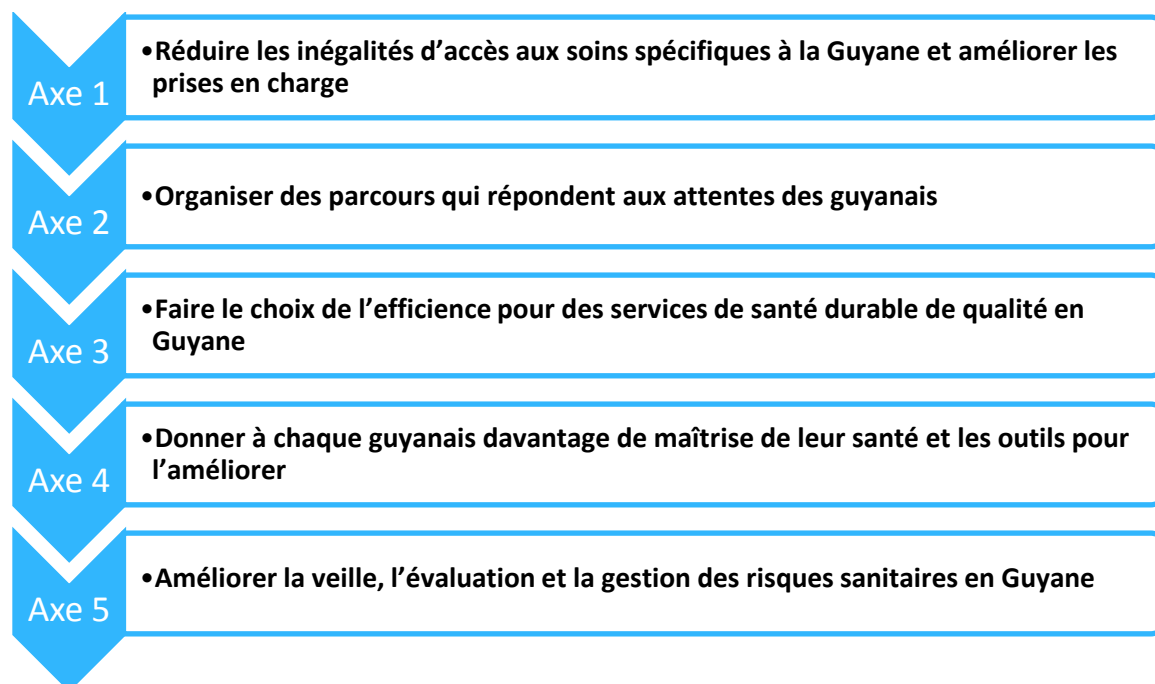 Axe 1
•Réduire les inégalités d’accès aux soins spécifiques à la Guyane et améliorer les
prises en charge
Axe 2
•Organiser des parcours qui répondent aux attentes des guyanais
Axe 3
•Faire le choix de l’efficience pour des services de santé durable de qualité en
Guyane
Axe 4
•Donner à chaque guyanais davantage de maîtrise de leur santé et les outils pour
l’améliorer
Axe 5
•Améliorer la veille, l’évaluation et la gestion des risques sanitaires en Guyane